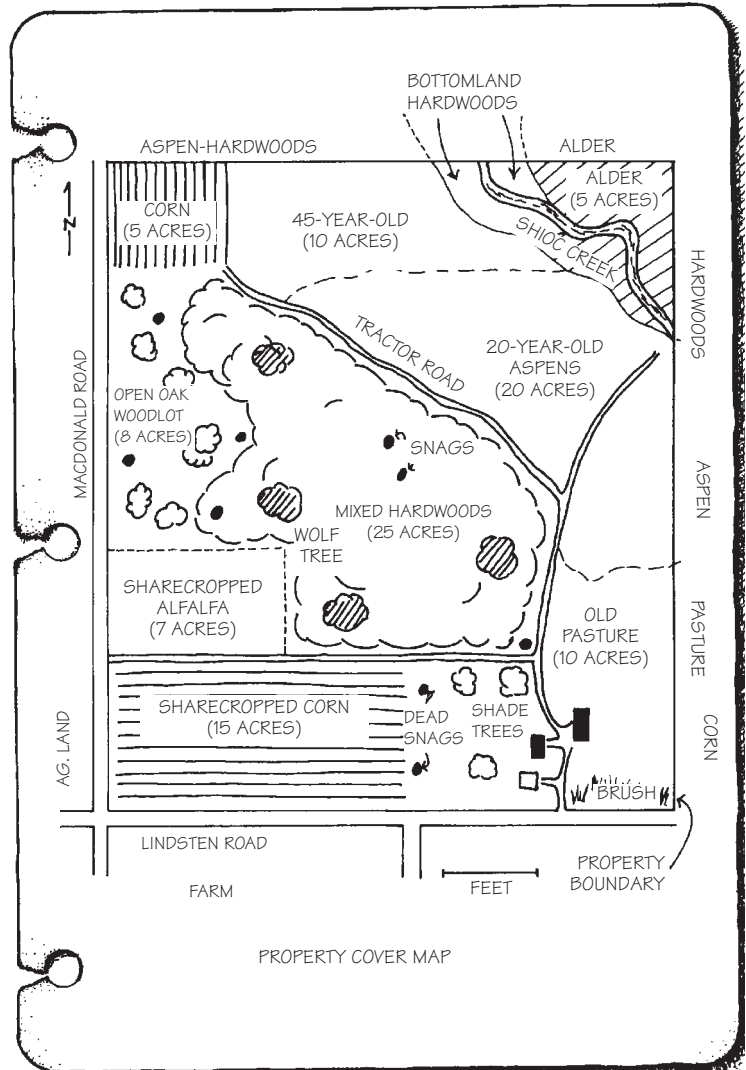 BOTTOMLAND
HARDWOODS
ASPEN-HARDWOODS
ALDER
N
CORN
(5 ACRES)
45-YEAR-OLD
(10 ACRES)
ALDER
(5 ACRES)
SHIOC CREEK
HARDWOODS
MACDONALD ROAD
TRACTOR ROAD
20-YEAR-OLD
ASPENS
(20 ACRES)
OPEN OAK
WOODLOT
(8 ACRES)
SNAGS
MIXED HARDWOODS
(25 ACRES)
WOLF
TREE
ASPEN
SHARECROPPED
ALFALFA
(7 ACRES)
OLD
PASTURE
(10 ACRES)
PASTURE
SHARECROPPED CORN
(15 ACRES)
DEAD
SNAGS
SHADE
TREES
CORN
AG. LAND
BRUSH
LINDSTEN ROAD
FARM
FEET
PROPERTY
BOUNDARY
PROPERTY COVER MAP